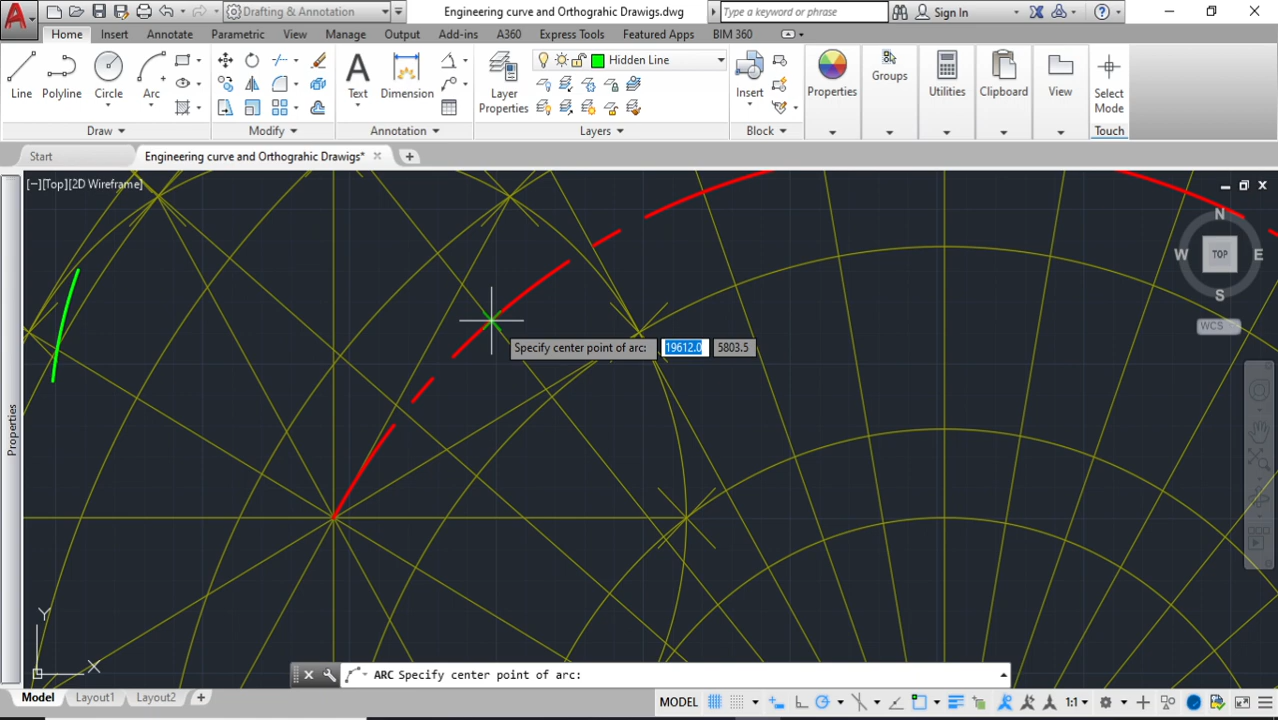 Drafting & Annotation
Engineering curve and Orthograhic Drawigs.dwg
Type a keyword or phrase
Sign In
Home
Insert
Annotate
Parametric
View
Manage
Output
Add-ins
A360
Express Tools
Featured Apps
BIM 360
Line
Polyline
Circle
Arc
Text
Dimension
Layer
Properties
Hidden Line
Insert
Properties
Groups
Utilities
Clipboard
View
Select
Mode
Draw
Modify
Annotation
Layers
Block
Touch
Start
Engineering curve and Orthograhic Drawigs*
[−][Top][2D Wireframe]
N
W
TOP
E
S
WCS
Specify center point of arc:
19612.0
5803.5
Properties
Y
X
ARC Specify center point of arc:
Model
Layout1
Layout2
MODEL
1:1